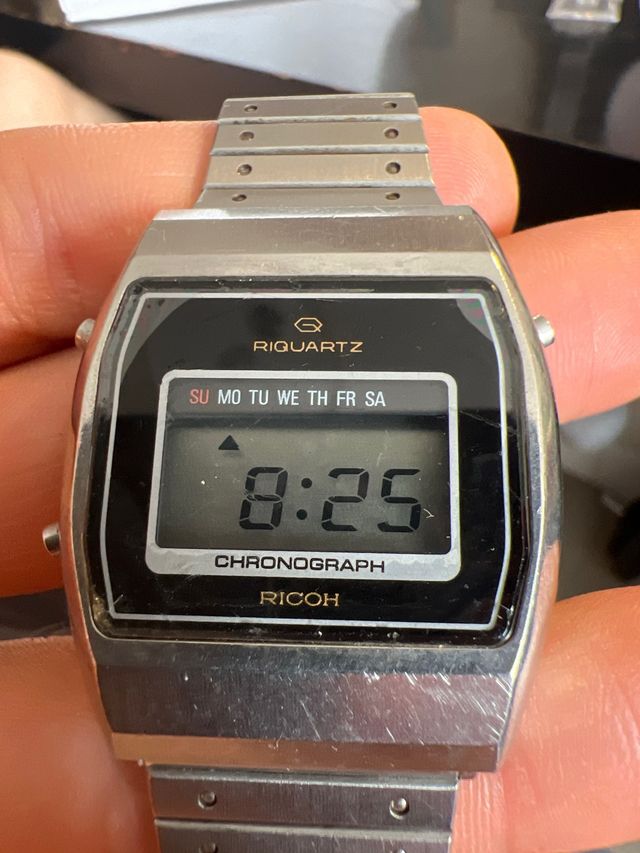 RIQUARTZ
SU MO TU WE TH FR SA
8:25
CHRONOGRAPH
RICOH